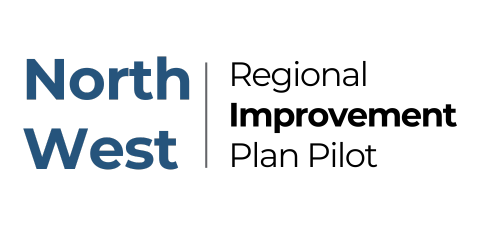 North
West
Regional
Improvement
Plan Pilot